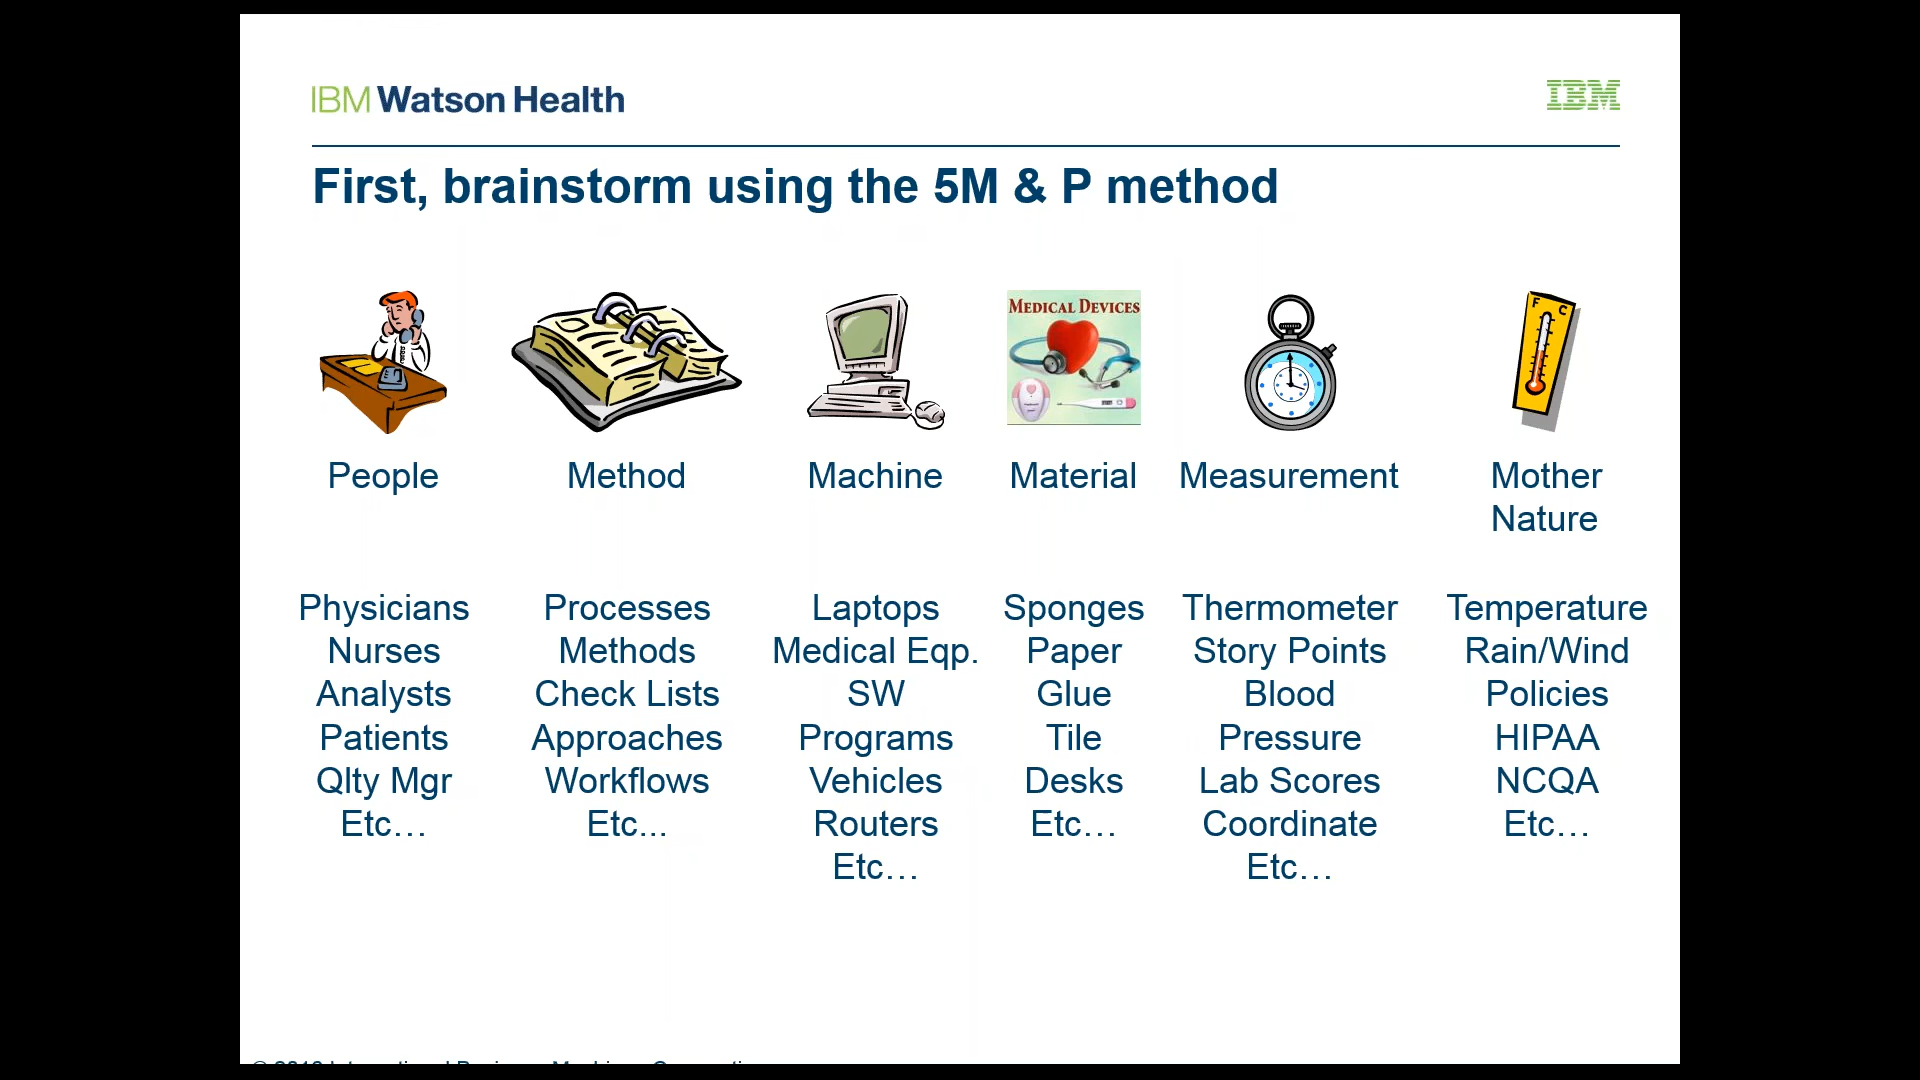 IBM Watson Health
IBM
First, brainstorm using the 5M & P method
MEDICAL DEVICES
F C
People
Method
Machine
Material
Measurement
Mother
Nature
Physicians
Nurses
Analysts
Patients
Qlty Mgr
Etc…
Processes
Methods
Check Lists
Approaches
Workflows
Etc...
Laptops
Medical Eqp.
SW
Programs
Vehicles
Routers
Etc…
Sponges
Paper
Glue
Tile
Desks
Etc…
Thermometer
Story Points
Blood
Pressure
Lab Scores
Coordinate
Etc…
Temperature
Rain/Wind
Policies
HIPAA
NCQA
Etc…